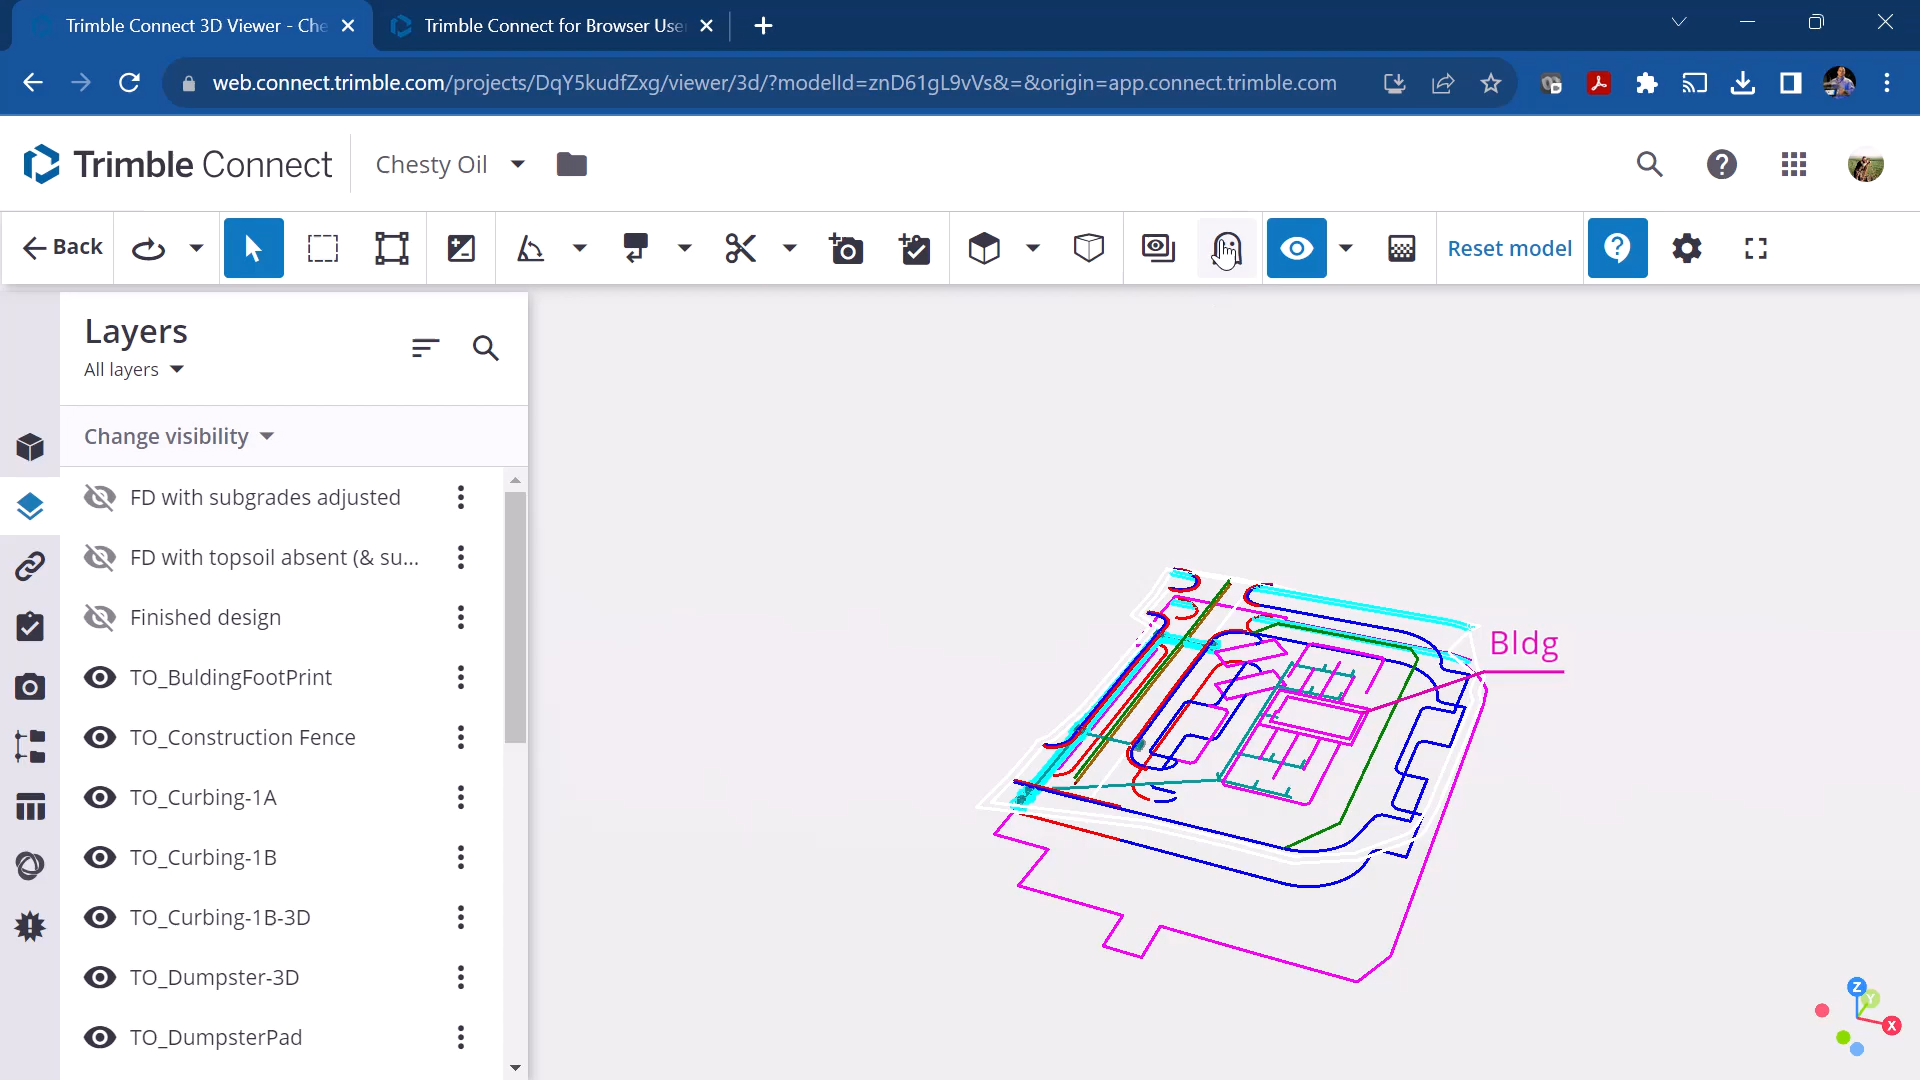 Trimble Connect 3D Viewer - Che
Trimble Connect for Browser Use
web.connect.trimble.com/projects/DqY5kudfZxg/viewer/3d/?modelId=znD61gL9vVs&=&origin=app.connect.trimble.com
Trimble Connect
Chesty Oil
Back
Reset model
Layers
All layers
Change visibility
FD with subgrades adjusted
FD with topsoil absent (& su...
Finished design
TO_BuldingFootPrint
TO_Construction Fence
TO_Curbing-1A
TO_Curbing-1B
TO_Curbing-1B-3D
TO_Dumpster-3D
TO_DumpsterPad
Bldg
Z
Y
X